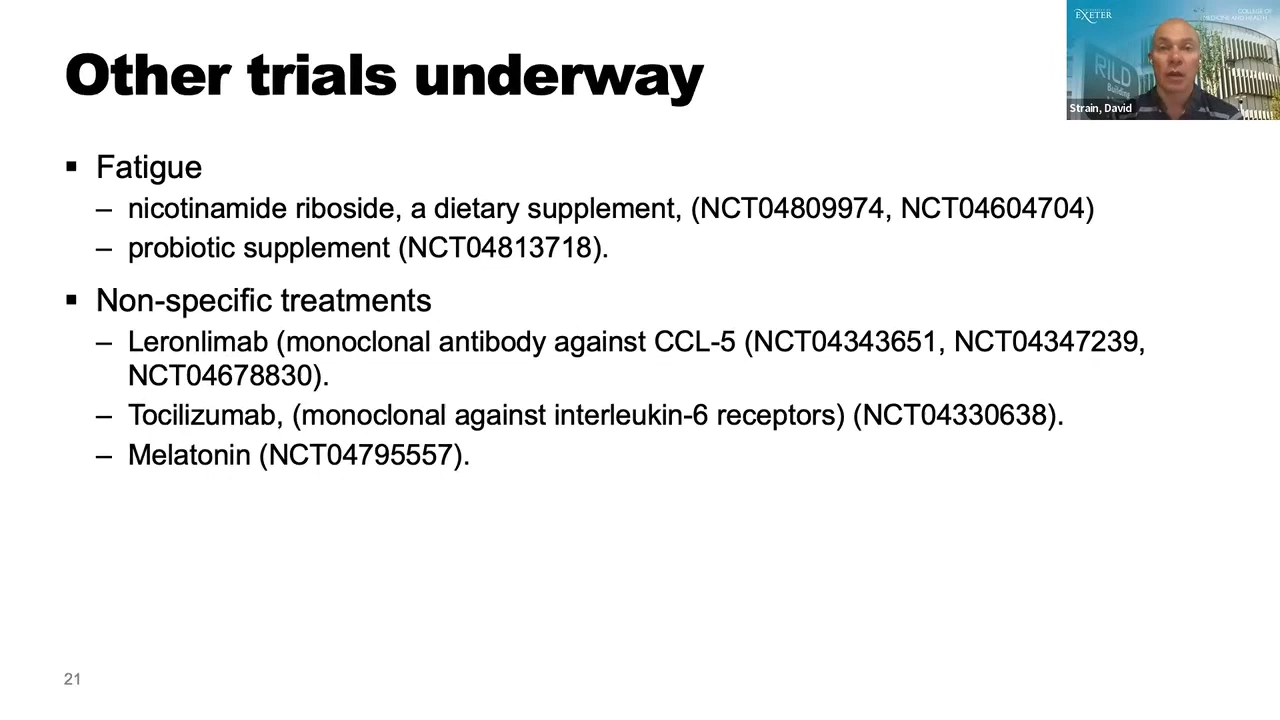 Other trials underway
▪ Fatigue
– nicotinamide riboside, a dietary supplement, (NCT04809974, NCT04604704)
– probiotic supplement (NCT04813718).
▪ Non-specific treatments
– Leronlimab (monoclonal antibody against CCL-5 (NCT04343651, NCT04347239,
NCT04678830).
– Tocilizumab, (monoclonal against interleukin-6 receptors) (NCT04330638).
– Melatonin (NCT04795557).
21
EXETER
COLLEGE OF
MEDICINE AND HEALTH
RILD
Building
Strain, David